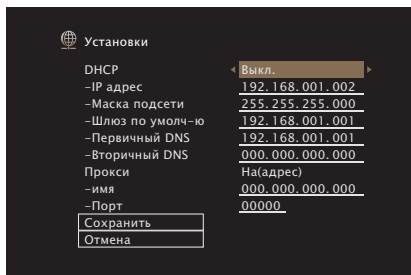 Установки
DHCP Выкл.
–IP адрес 192.168.001.002
–Маска подсети 255.255.255.000
–Шлюз по умолч–ю 192.168.001.001
–Первичный DNS 192.168.001.001
–Вторичный DNS 000.000.000.000
Прокси На(адрес)
–имя 000.000.000.000
–Порт 00000
Сохранить
Отмена